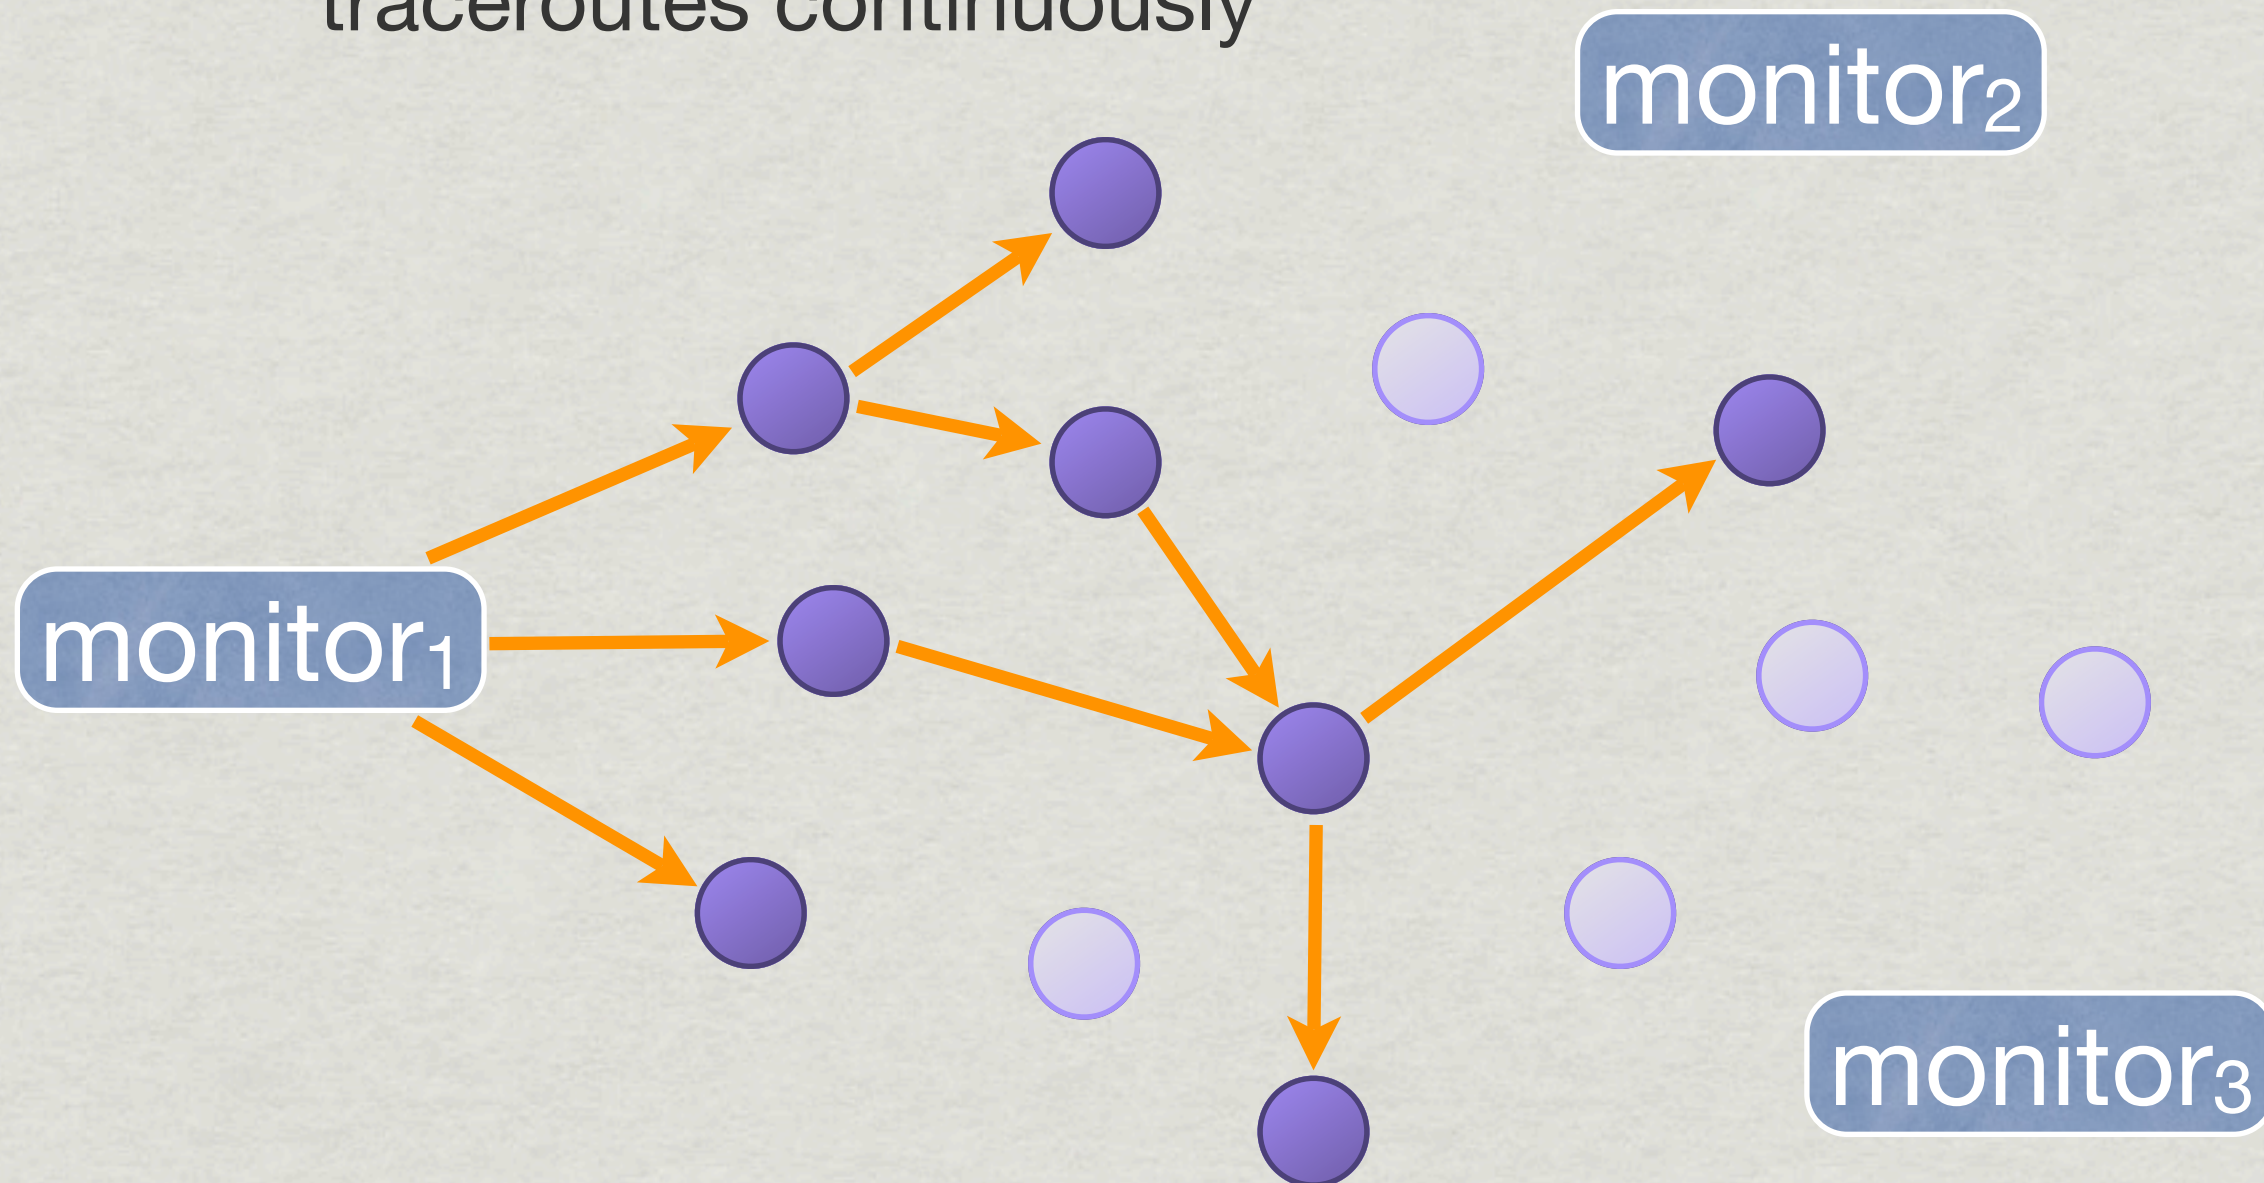 traceroutes continuously
monitor₂
monitor₁
monitor₃